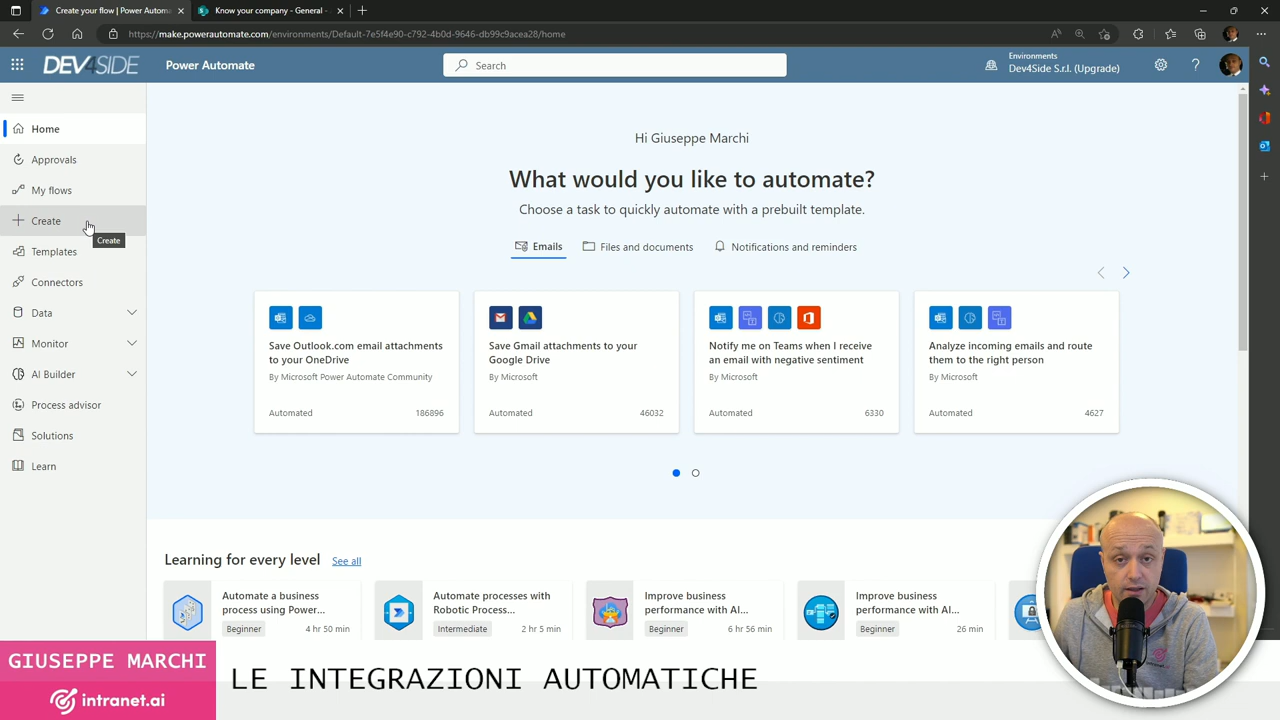 Create your flow | Power Autom
Know your company - General -
https://make.powerautomate.com/environments/Default-7e5f4e90-c792-4b0d-9646-db99c9acea28/home
DEV4SIDE
Power Automate
Search
Environments
Dev4Side S.r.l. (Upgrade)
Home
Approvals
My flows
Create
Create
Templates
Connectors
Data
Monitor
AI Builder
Process advisor
Solutions
Learn
Hi Giuseppe Marchi
What would you like to automate?
Choose a task to quickly automate with a prebuilt template.
Emails
Files and documents
Notifications and reminders
Save Outlook.com email attachments
to your OneDrive
By Microsoft Power Automate Community
Automated 186896
Save Gmail attachments to your
Google Drive
By Microsoft
Automated 46032
Notify me on Teams when I receive
an email with negative sentiment
By Microsoft
Automated 6330
Analyze incoming emails and route
them to the right person
By Microsoft
Automated 4627
Learning for every level
See all
Automate a business
process using Power...
Beginner 4 hr 50 min
Automate processes with
Robotic Process...
Intermediate 2 hr 5 min
Improve business
performance with AI...
Beginner 6 hr 56 min
Improve business
performance with AI...
Beginner 26 min
GIUSEPPE MARCHI
intranet.ai
LE INTEGRAZIONI AUTOMATICHE